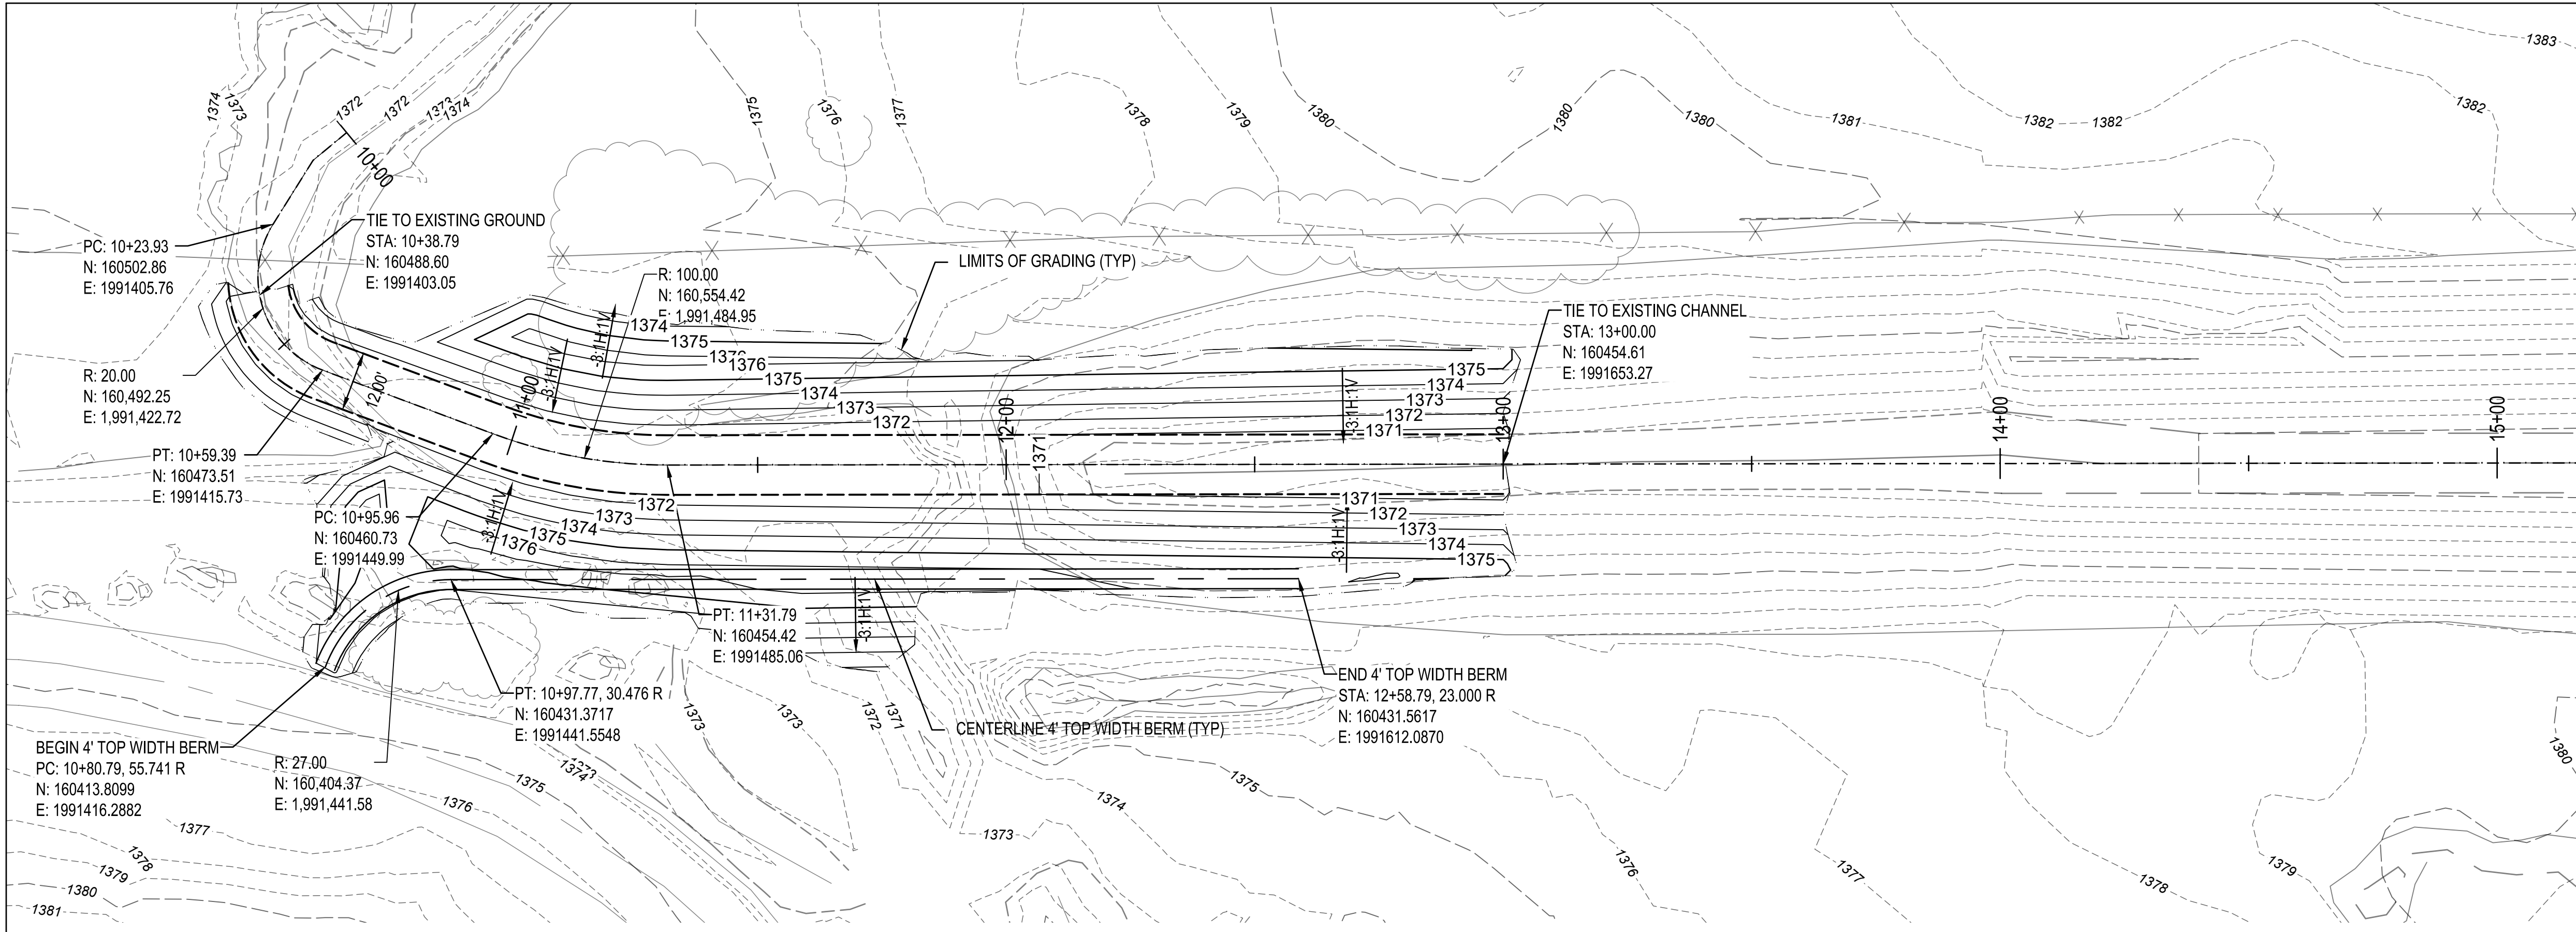 1383
1374
1373
1372
1372
1373
1374
1375
1376
1377
1378
1379
1380
1380
1380
1381
1382
1382
1382
10+00
PC: 10+23.93
N: 160502.86
E: 1991405.76
TIE TO EXISTING GROUND
STA: 10+38.79
N: 160488.60
E: 1991403.05
R: 100.00
N: 160,554.42
E: 1,991,484.95
LIMITS OF GRADING (TYP)
TIE TO EXISTING CHANNEL
STA: 13+00.00
N: 160454.61
E: 1991653.27
R: 20.00
N: 160,492.25
E: 1,991,422.72
12.00'
11+00
-3:1H:1V
-3:1H:1V
1374
1375
1376
1376
1375
1374
1373
1372
-3:1H:1V
1375
1374
1373
1372
1371
12+00
1371
13+00
14+00
15+00
PT: 10+59.39
N: 160473.51
E: 1991415.73
PC: 10+95.96
N: 160460.73
E: 1991449.99
-3:1H:1V
1372
1373
1374
1375
1376
-3:1H:1V
1371
1372
1373
1374
1375
-3:1H:1V
PT: 11+31.79
N: 160454.42
E: 1991485.06
PT: 10+97.77, 30.476 R
N: 160431.3717
E: 1991441.5548
CENTERLINE 4' TOP WIDTH BERM (TYP)
END 4' TOP WIDTH BERM
STA: 12+58.79, 23.000 R
N: 160431.5617
E: 1991612.0870
BEGIN 4' TOP WIDTH BERM
PC: 10+80.79, 55.741 R
N: 160413.8099
E: 1991416.2882
R: 27.00
N: 160,404.37
E: 1,991,441.58
1373
1373
1372
1371
1373
1374
1375
1376
1377
1378
1379
1380
1381
1373
1374
1375
1376
1377
1378
1379
1380